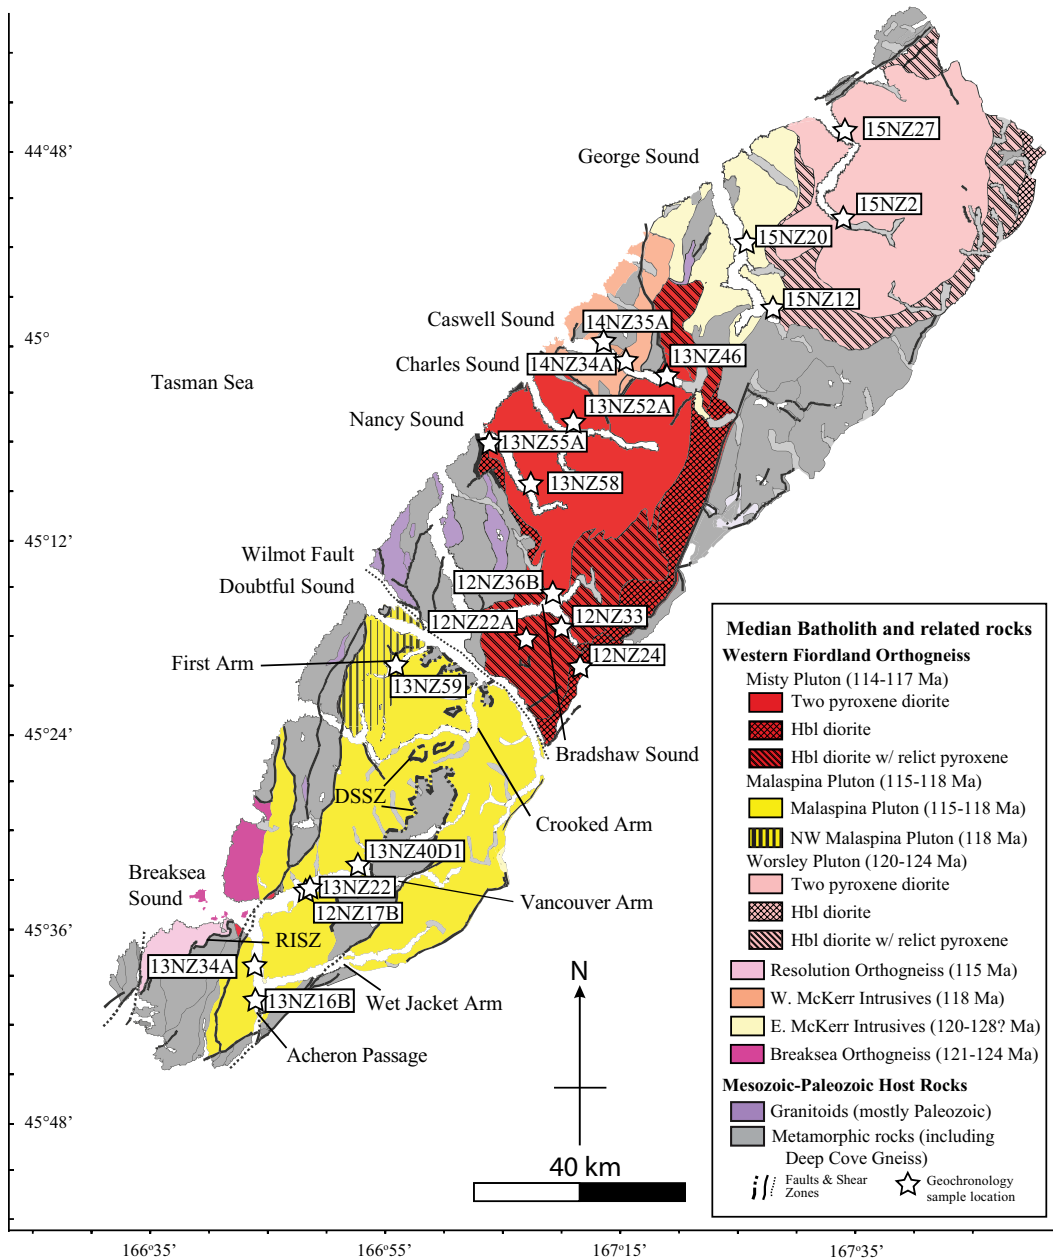 15NZ27
44°48’
George Sound
15NZ2
15NZ20
15NZ12
Caswell Sound
14NZ35A
45°
Charles Sound
14NZ34A
13NZ46
Tasman Sea
13NZ52A
Nancy Sound
13NZ55A
13NZ58
45°12’
Wilmot Fault
Doubtful Sound
12NZ36B
12NZ22A
12NZ33
First Arm
12NZ24
13NZ59
45°24’
Bradshaw Sound
DSSZ
Crooked Arm
13NZ40D1
Breaksea
Sound
13NZ22
Vancouver Arm
12NZ17B
45°36’
RISZ
13NZ34A
Wet Jacket Arm
13NZ16B
Acheron Passage
N
45°48’
40 km
166°35’
166°55’
167°15’
167°35’
Median Batholith and related rocks
Western Fiordland Orthogneiss
Misty Pluton (114-117 Ma)
Two pyroxene diorite
Hbl diorite
Hbl diorite w/ relict pyroxene
Malaspina Pluton (115-118 Ma)
Malaspina Pluton (115-118 Ma)
NW Malaspina Pluton (118 Ma)
Worsley Pluton (120-124 Ma)
Two pyroxene diorite
Hbl diorite
Hbl diorite w/ relict pyroxene
Resolution Orthogneiss (115 Ma)
W. McKerr Intrusives (118 Ma)
E. McKerr Intrusives (120-128? Ma)
Breaksea Orthogneiss (121-124 Ma)
Mesozoic-Paleozoic Host Rocks
Granitoids (mostly Paleozoic)
Metamorphic rocks (including
Deep Cove Gneiss)
Faults & Shear
Zones
Geochronology
sample location